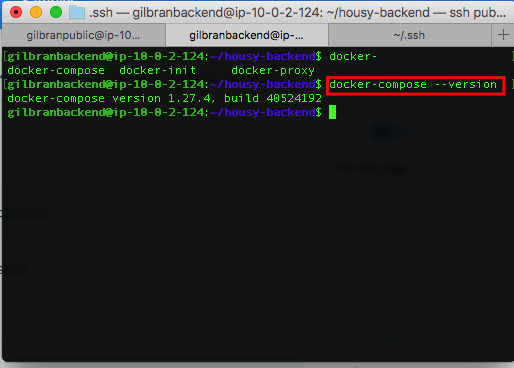 .ssh — gilbranbackend@ip-10-0-2-124: ~/housy-backend — ssh pub...
gilbranpublic@ip-10... gilbranbackend@ip-... ~/.ssh +
[gilbranbackend@ip-10-0-2-124:~/housy-backend$ docker- ]
docker-compose docker-init docker-proxy
[gilbranbackend@ip-10-0-2-124:~/housy-backend$ docker-compose --version ]
docker-compose version 1.27.4, build 40524192
gilbranbackend@ip-10-0-2-124:~/housy-backend$